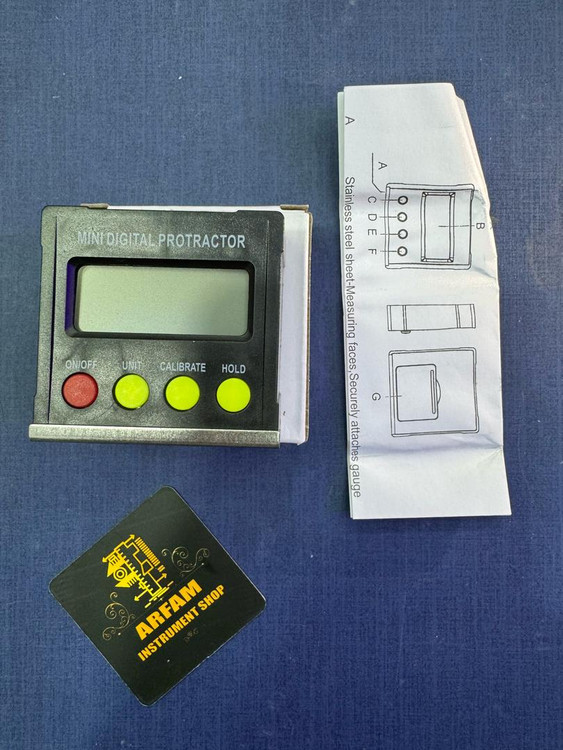 MINI DIGITAL PROTRACTOR
ON/OFF UNIT CALIBRATE HOLD
A
A
B
C D E F
G
Stainless steel sheet-Measuring faces,Securely attaches gauge
ARFAM
INSTRUMENT SHOP